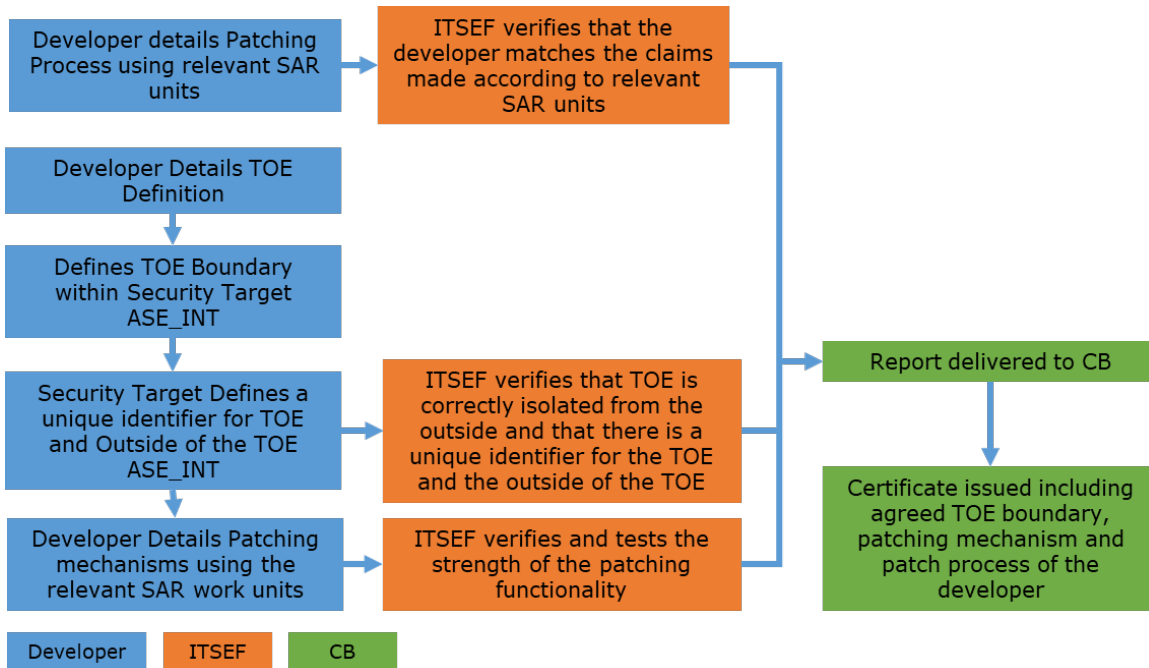 Developer details Patching
Process using relevant SAR
units
ITSEF verifies that the
developer matches the claims
made according to relevant
SAR units
Developer Details TOE
Definition
Defines TOE Boundary
within Security Target
ASE_INT
Security Target Defines a
unique identifier for TOE
and Outside of the TOE
ASE_INT
ITSEF verifies that TOE is
correctly isolated from the
outside and that there is a
unique identifier for the TOE
and the outside of the TOE
Developer Details Patching
mechanisms using the
relevant SAR work units
ITSEF verifies and tests the
strength of the patching
functionality
Report delivered to CB
Certificate issued including
agreed TOE boundary,
patching mechanism and
patch process of the
developer
Developer
ITSEF
CB